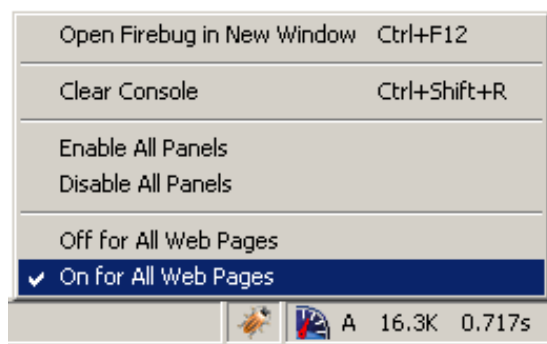 Open Firebug in New Window Ctrl+F12
Clear Console Ctrl+Shift+R
Enable All Panels
Disable All Panels
Off for All Web Pages
On for All Web Pages
A 16.3K 0.717s